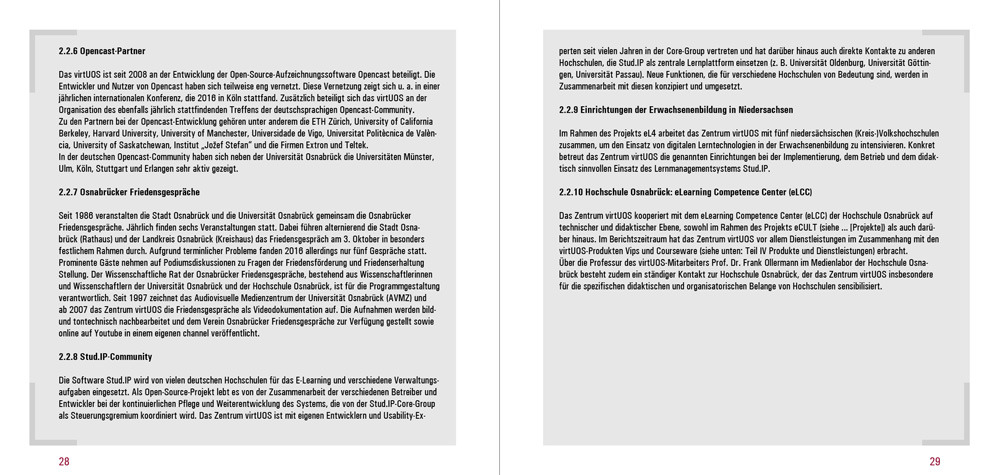 2.2.6 Opencast-Partner
Das virtUOS ist seit 2008 an der Entwicklung der Open-Source-Aufzeichnungssoftware Opencast beteiligt. Die
Entwickler und Nutzer von Opencast haben sich teilweise eng vernetzt. Diese Vernetzung zeigt sich u. a. in einer
jährlichen internationalen Konferenz, die 2016 in Köln stattfand. Zusätzlich beteiligt sich das virtUOS an der
Organisation des ebenfalls jährlich stattfindenden Treffens der deutschsprachigen Opencast-Community.
Zu den Partnern bei der Opencast-Entwicklung gehören unter anderem die ETH Zürich, University of California
Berkeley, Harvard University, University of Manchester, Universidade de Vigo, Universitat Politècnica de Valèn-
cia, University of Saskatchewan, Institut „Jožef Stefan“ und die Firmen Extron und Teltek.
In der deutschen Opencast-Community haben sich neben der Universität Osnabrück die Universitäten Münster,
Ulm, Köln, Stuttgart und Erlangen sehr aktiv gezeigt.
2.2.7 Osnabrücker Friedensgespräche
Seit 1986 veranstalten die Stadt Osnabrück und die Universität Osnabrück gemeinsam die Osnabrücker
Friedensgespräche. Jährlich finden sechs Veranstaltungen statt. Dabei führen alternierend die Stadt Osna-
brück (Rathaus) und der Landkreis Osnabrück (Kreishaus) das Friedensgespräch am 3. Oktober in besonders
festlichem Rahmen durch. Aufgrund terminlicher Probleme fanden 2016 allerdings nur fünf Gespräche statt.
Prominente Gäste nehmen auf Podiumsdiskussionen zu Fragen der Friedensförderung und Friedenserhaltung
Stellung. Der Wissenschaftliche Rat der Osnabrücker Friedensgespräche, bestehend aus Wissenschaftlerinnen
und Wissenschaftlern der Universität Osnabrück und der Hochschule Osnabrück, ist für die Programmgestaltung
verantwortlich. Seit 1997 zeichnet das Audiovisuelle Medienzentrum der Universität Osnabrück (AVMZ) und
ab 2007 das Zentrum virtUOS die Friedensgespräche als Videodokumentation auf. Die Aufnahmen werden bild-
und tontechnisch nachbearbeitet und dem Verein Osnabrücker Friedensgespräche zur Verfügung gestellt sowie
online auf Youtube in einem eigenen channel veröffentlicht.
2.2.8 Stud.IP-Community
Die Software Stud.IP wird von vielen deutschen Hochschulen für das E-Learning und verschiedene Verwaltungs-
aufgaben eingesetzt. Als Open-Source-Projekt lebt es von der Zusammenarbeit der verschiedenen Betreiber und
Entwickler bei der kontinuierlichen Pflege und Weiterentwicklung des Systems, die von der Stud.IP-Core-Group
als Steuerungsgremium koordiniert wird. Das Zentrum virtUOS ist mit eigenen Entwicklern und Usability-Ex-
28
perten seit vielen Jahren in der Core-Group vertreten und hat darüber hinaus auch direkte Kontakte zu anderen
Hochschulen, die Stud.IP als zentrale Lernplattform einsetzen (z. B. Universität Oldenburg, Universität Göttin-
gen, Universität Passau). Neue Funktionen, die für verschiedene Hochschulen von Bedeutung sind, werden in
Zusammenarbeit mit diesen konzipiert und umgesetzt.
2.2.9 Einrichtungen der Erwachsenenbildung in Niedersachsen
Im Rahmen des Projekts eL4 arbeitet das Zentrum virtUOS mit fünf niedersächsischen (Kreis-)Volkshochschulen
zusammen, um den Einsatz von digitalen Lerntechnologien in der Erwachsenenbildung zu intensivieren. Konkret
betreut das Zentrum virtUOS die genannten Einrichtungen bei der Implementierung, dem Betrieb und dem didak-
tisch sinnvollen Einsatz des Lernmanagementsystems Stud.IP.
2.2.10 Hochschule Osnabrück: eLearning Competence Center (eLCC)
Das Zentrum virtUOS kooperiert mit dem eLearning Competence Center (eLCC) der Hochschule Osnabrück auf
technischer und didaktischer Ebene, sowohl im Rahmen des Projekts eCULT (siehe ... [Projekte]) als auch darü-
ber hinaus. Im Berichtszeitraum hat das Zentrum virtUOS vor allem Dienstleistungen im Zusammenhang mit den
virtUOS-Produkten Vips und Courseware (siehe unten: Teil IV Produkte und Dienstleistungen) erbracht.
Über die Professur des virtUOS-Mitarbeiters Prof. Dr. Frank Ollermann im Medienlabor der Hochschule Osna-
brück besteht zudem ein ständiger Kontakt zur Hochschule Osnabrück, der das Zentrum virtUOS insbesondere
für die spezifischen didaktischen und organisatorischen Belange von Hochschulen sensibilisiert.
29